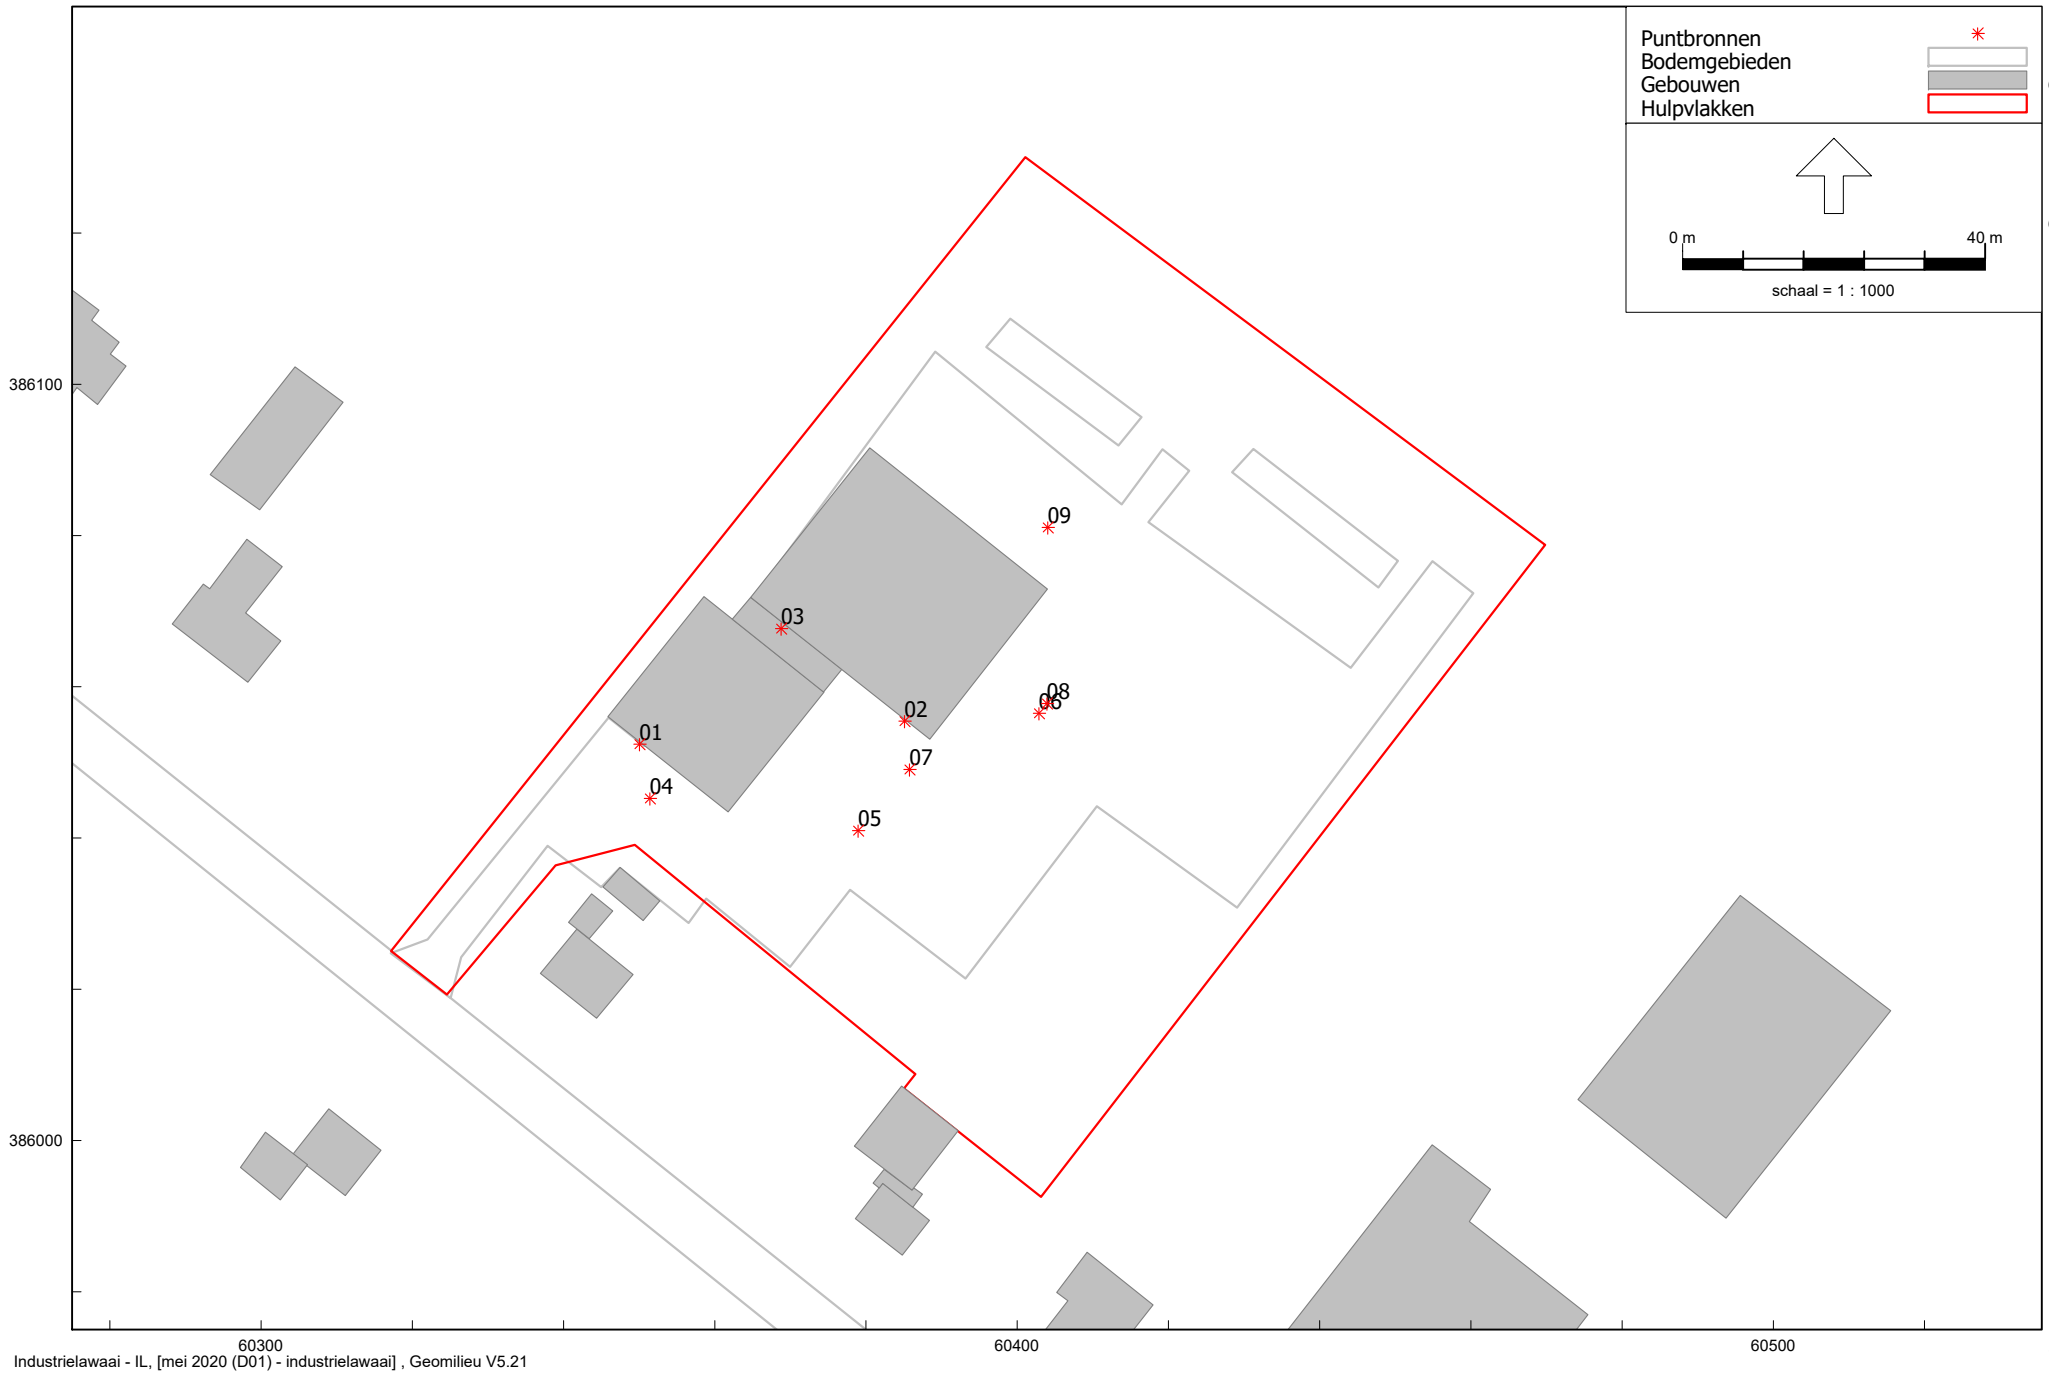 Puntbronnen
Bodemgebieden
Gebouwen
Hulpvlakken
0 m 40 m
schaal = 1 : 1000
386100
09
03
08
06
02
01
07
04
05
386000
60300 60400 60500
Industrielawaai - IL, [mei 2020 (D01) - industrielawaai] , Geomilieu V5.21